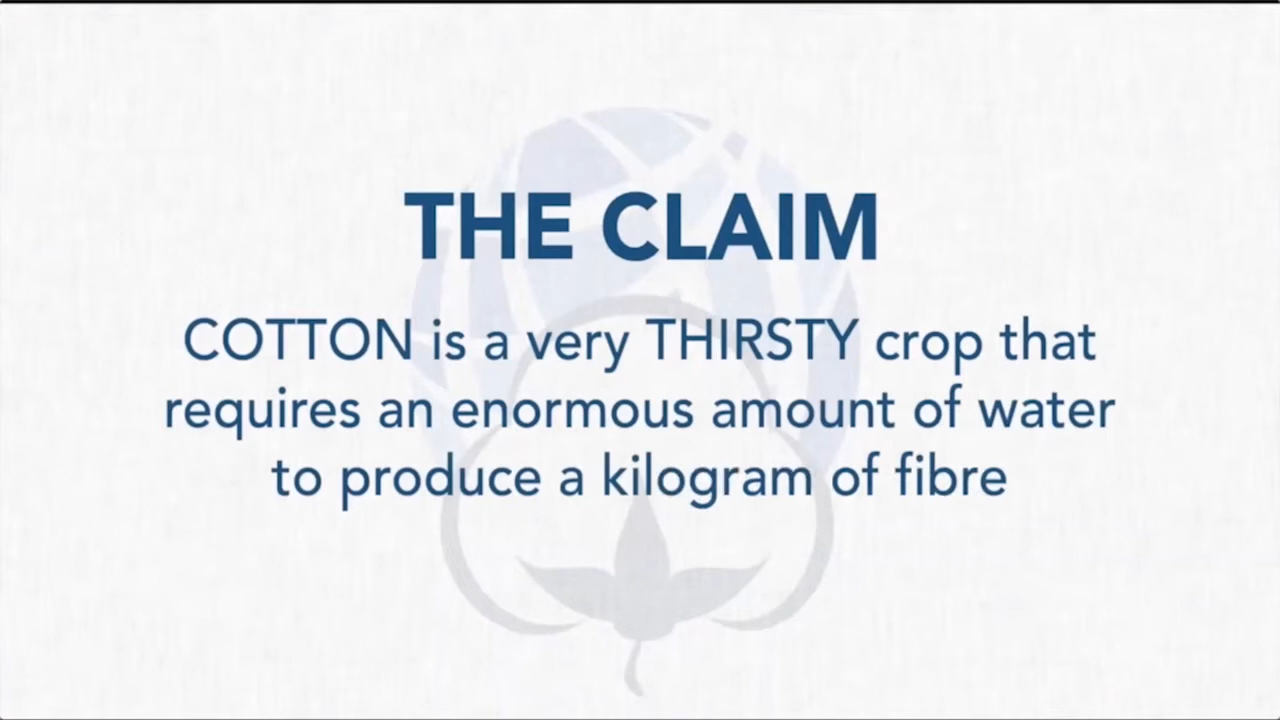 THE CLAIM
COTTON is a very THIRSTY crop that
requires an enormous amount of water
to produce a kilogram of fibre